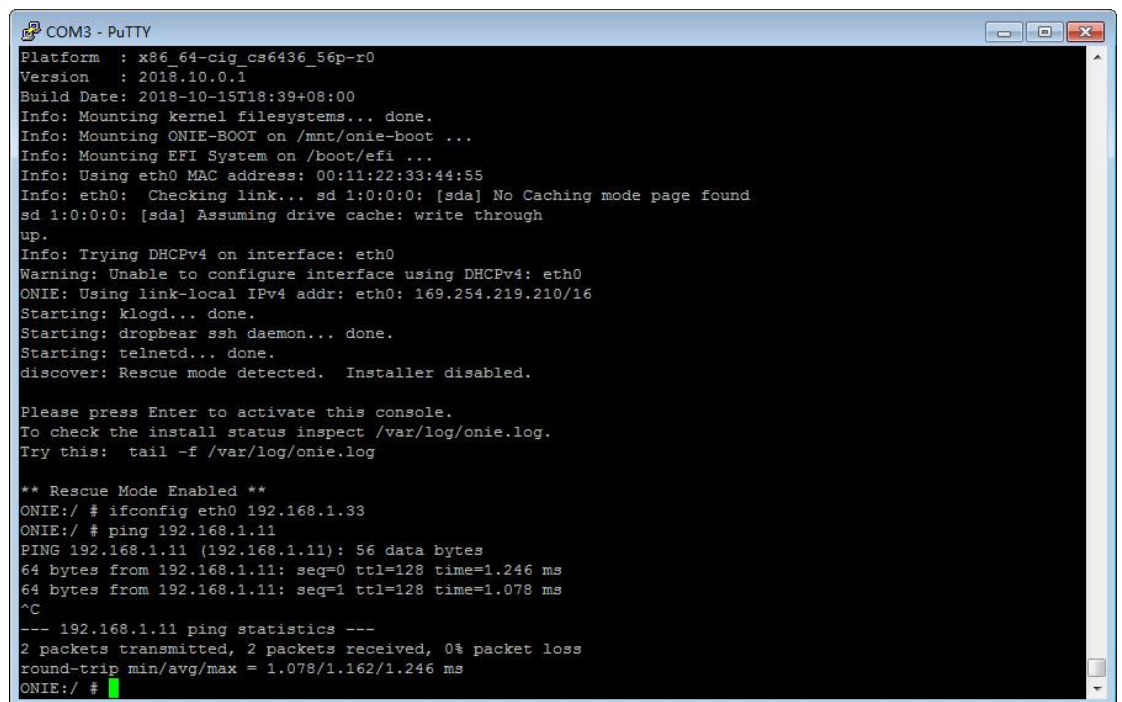 COM3 - PuTTY
Platform  : x86_64-cig_cs6436_56p-r0
Version   : 2018.10.0.1
Build Date: 2018-10-15T18:39+08:00
Info: Mounting kernel filesystems... done.
Info: Mounting ONIE-BOOT on /mnt/onie-boot ...
Info: Mounting EFI System on /boot/efi ...
Info: Using eth0 MAC address: 00:11:22:33:44:55
Info: eth0:  Checking link... sd 1:0:0:0: [sda] No Caching mode page found
sd 1:0:0:0: [sda] Assuming drive cache: write through
up.
Info: Trying DHCPv4 on interface: eth0
Warning: Unable to configure interface using DHCPv4: eth0
ONIE: Using link-local IPv4 addr: eth0: 169.254.219.210/16
Starting: klogd... done.
Starting: dropbear ssh daemon... done.
Starting: telnetd... done.
discover: Rescue mode detected.  Installer disabled.

Please press Enter to activate this console.
To check the install status inspect /var/log/onie.log.
Try this:  tail -f /var/log/onie.log

** Rescue Mode Enabled **
ONIE:/ # ifconfig eth0 192.168.1.33
ONIE:/ # ping 192.168.1.11
PING 192.168.1.11 (192.168.1.11): 56 data bytes
64 bytes from 192.168.1.11: seq=0 ttl=128 time=1.246 ms
64 bytes from 192.168.1.11: seq=1 ttl=128 time=1.078 ms
^C
--- 192.168.1.11 ping statistics ---
2 packets transmitted, 2 packets received, 0% packet loss
round-trip min/avg/max = 1.078/1.162/1.246 ms
ONIE:/ #